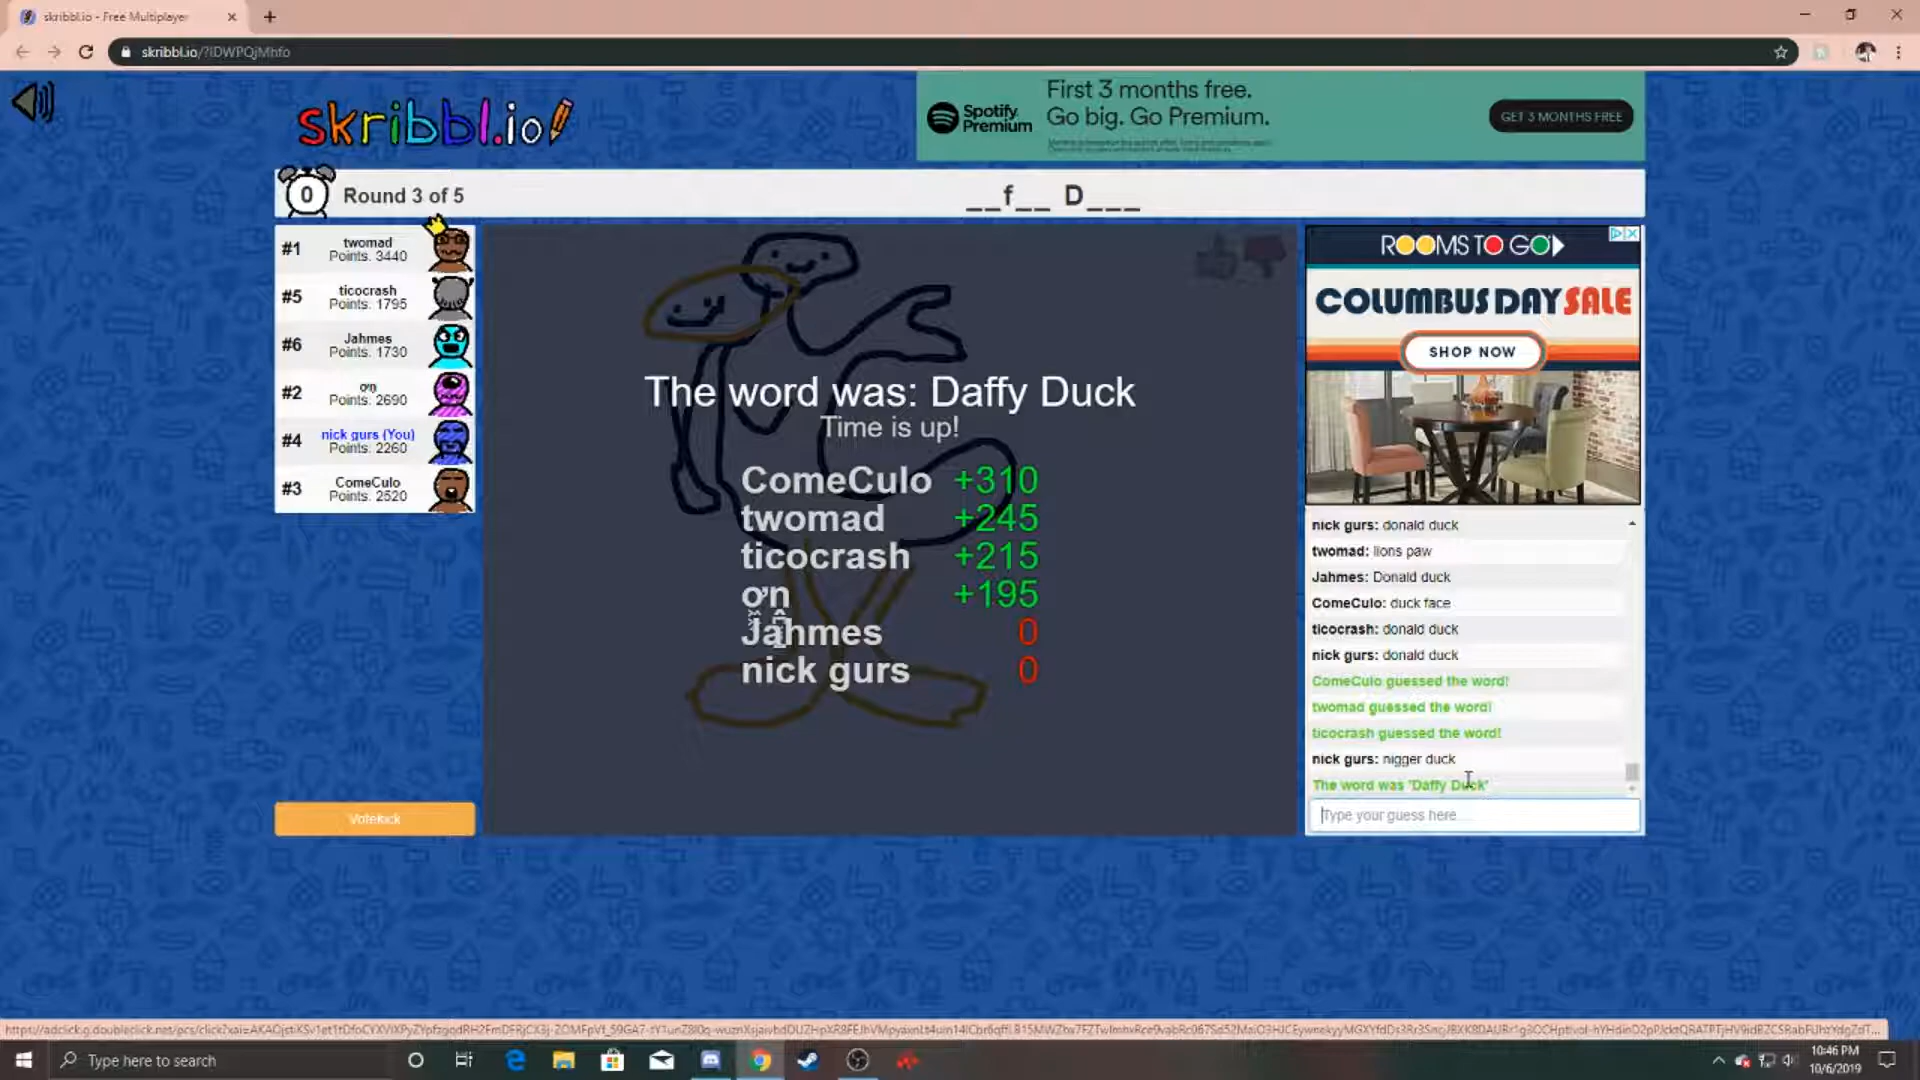 skribbl.io - Free Multiplayer
skribbl.io/?IDWPOjMhfo
skribbl.io
Spotify Premium
First 3 months free.
Go big. Go Premium.
GET 3 MONTHS FREE
0
Round 3 of 5
__f__ D___
#1 twomad
Points: 3440
#5 ticocrash
Points: 1795
#6 Jahmes
Points: 1730
#2 ơn
Points: 2690
#4 nick gurs (You)
Points: 2260
#3 ComeCulo
Points: 2520
Votekick
The word was: Daffy Duck
Time is up!
ComeCulo +310
twomad +245
ticocrash +215
ơn +195
Jahmes 0
nick gurs 0
ROOMS TO GO
COLUMBUS DAY SALE
SHOP NOW
nick gurs: donald duck
twomad: lions paw
Jahmes: Donald duck
ComeCulo: duck face
ticocrash: donald duck
nick gurs: donald duck
ComeCulo guessed the word!
twomad guessed the word!
ticocrash guessed the word!
nick gurs: nigger duck
The word was 'Daffy Duck'
Type your guess here...
Type here to search
10:46 PM
10/6/2019